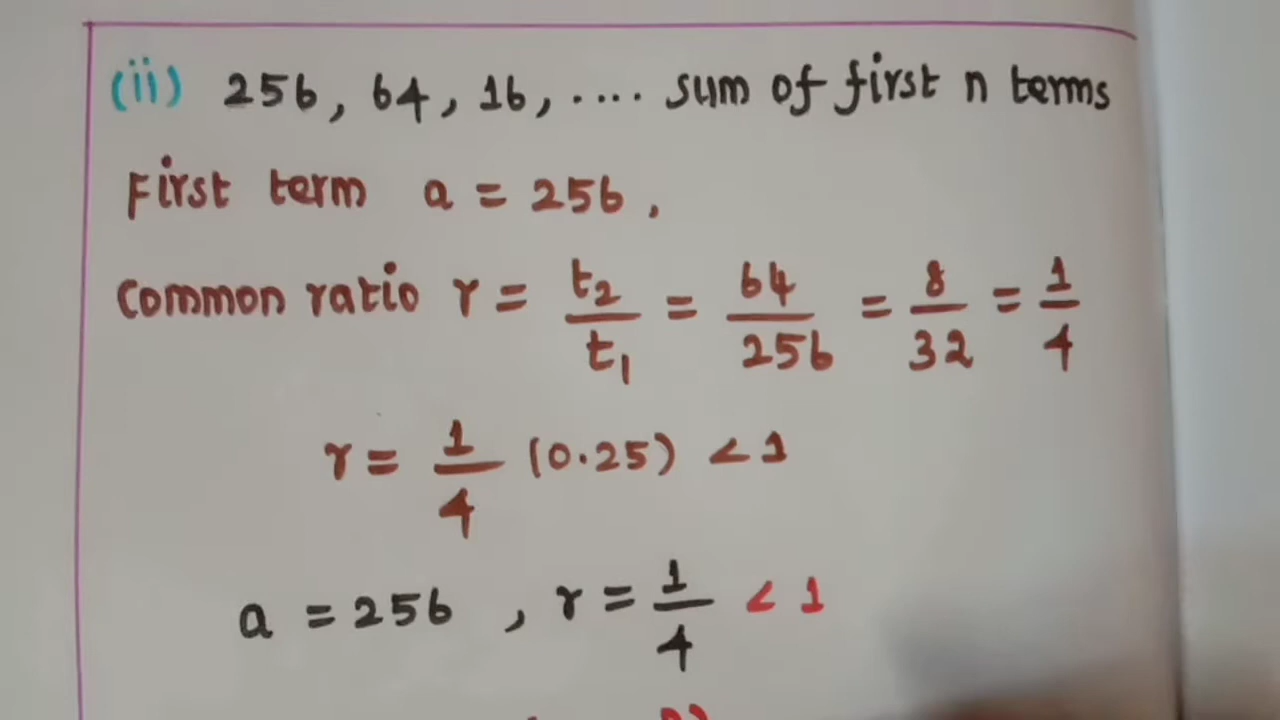 (ii) 256, 64, 16, .... sum of first n terms
First term a = 256,
Common ratio r = t₂/t₁ = 64/256 = 8/32 = 1/4
r = 1/4 (0.25) < 1
a = 256, r = 1/4 < 1